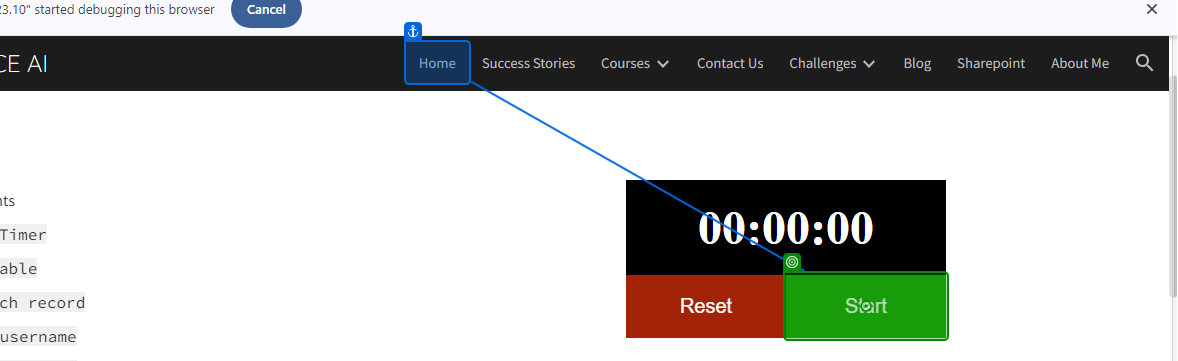 23.10" started debugging this browser
Cancel
CE AI
Home
Success Stories
Courses
Contact Us
Challenges
Blog
Sharepoint
About Me
00:00:00
Reset
Start
nts
Timer
able
ch record
username